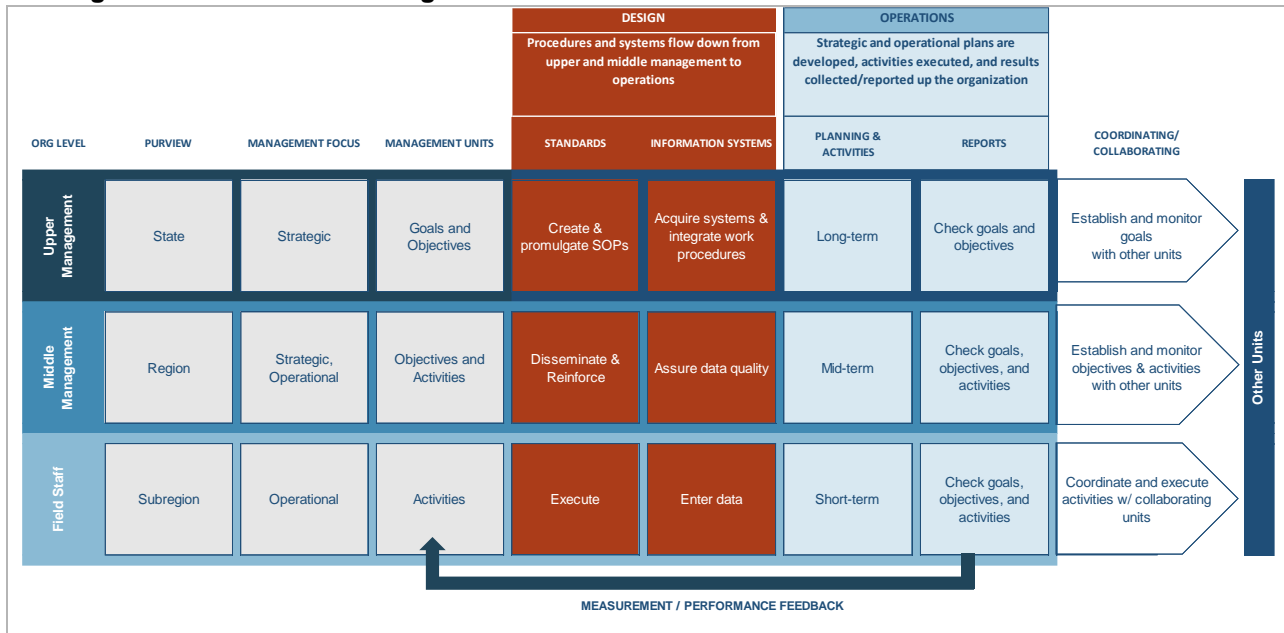 DESIGN
OPERATIONS
Procedures and systems flow down from
upper and middle management to
operations
Strategic and operational plans are
developed, activities executed, and results
collected/reported up the organization
ORG LEVEL
PURVIEW
MANAGEMENT FOCUS
MANAGEMENT UNITS
STANDARDS
INFORMATION SYSTEMS
PLANNING &
ACTIVITIES
REPORTS
COORDINATING/
COLLABORATING
Upper
Management
State
Strategic
Goals and
Objectives
Create &
promulgate SOPs
Acquire systems &
integrate work
procedures
Long-term
Check goals and
objectives
Establish and monitor
goals
with other units
Middle
Management
Region
Strategic,
Operational
Objectives and
Activities
Disseminate &
Reinforce
Assure data quality
Mid-term
Check goals,
objectives, and
activities
Establish and monitor
objectives & activities
with other units
Field Staff
Subregion
Operational
Activities
Execute
Enter data
Short-term
Check goals,
objectives, and
activities
Coordinate and execute
activities w/ collaborating
units
Other Units
MEASUREMENT / PERFORMANCE FEEDBACK